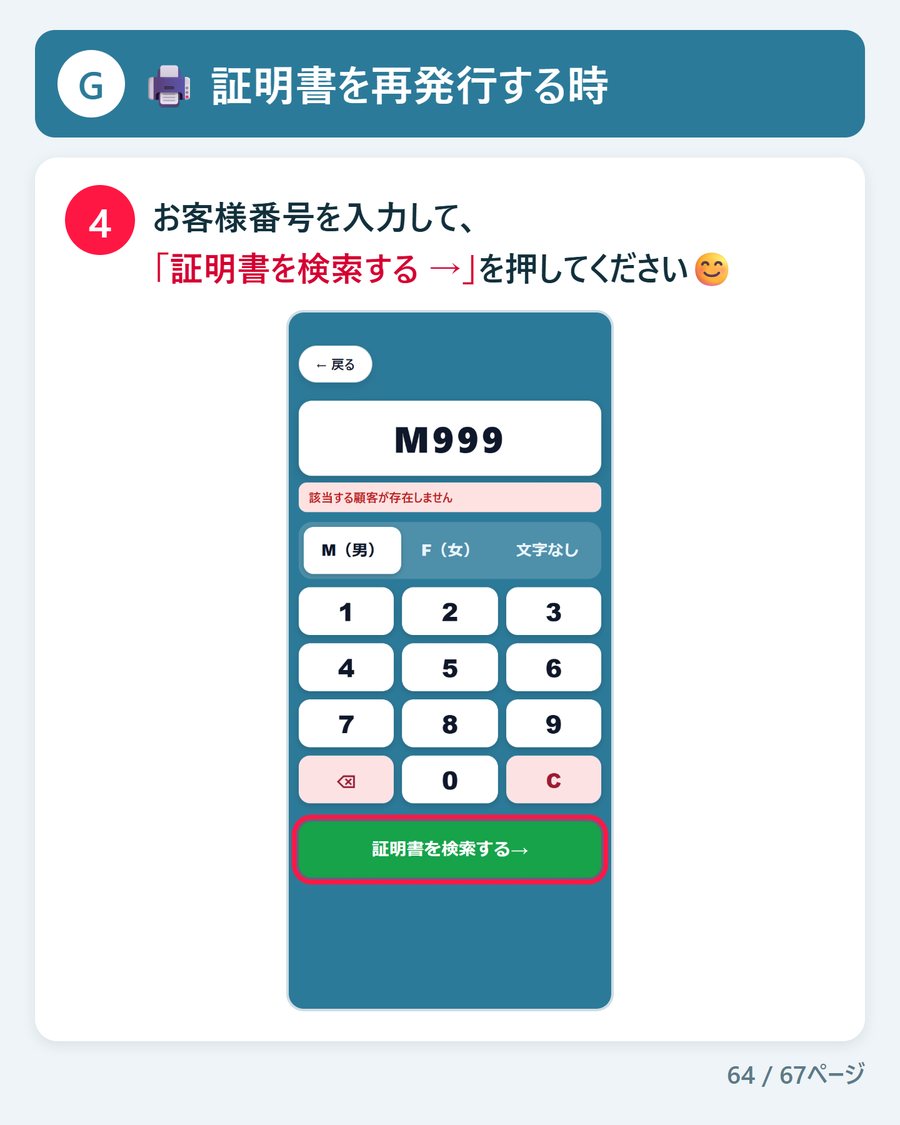 G 🖨️ 証明書を再発行する時
4 お客様番号を入力して、
「証明書を検索する →」を押してください😊
← 戻る
M999
該当する顧客が存在しません
M（男） F（女） 文字なし
1 2 3
4 5 6
7 8 9
⌫ 0 C
証明書を検索する→
64 / 67ページ